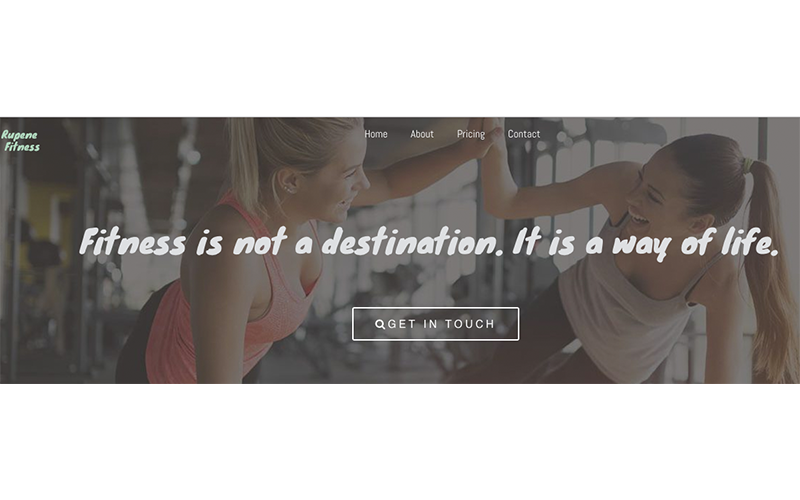 Rupene
Fitness
Home About Pricing Contact
Fitness is not a destination. It is a way of life.
GET IN TOUCH